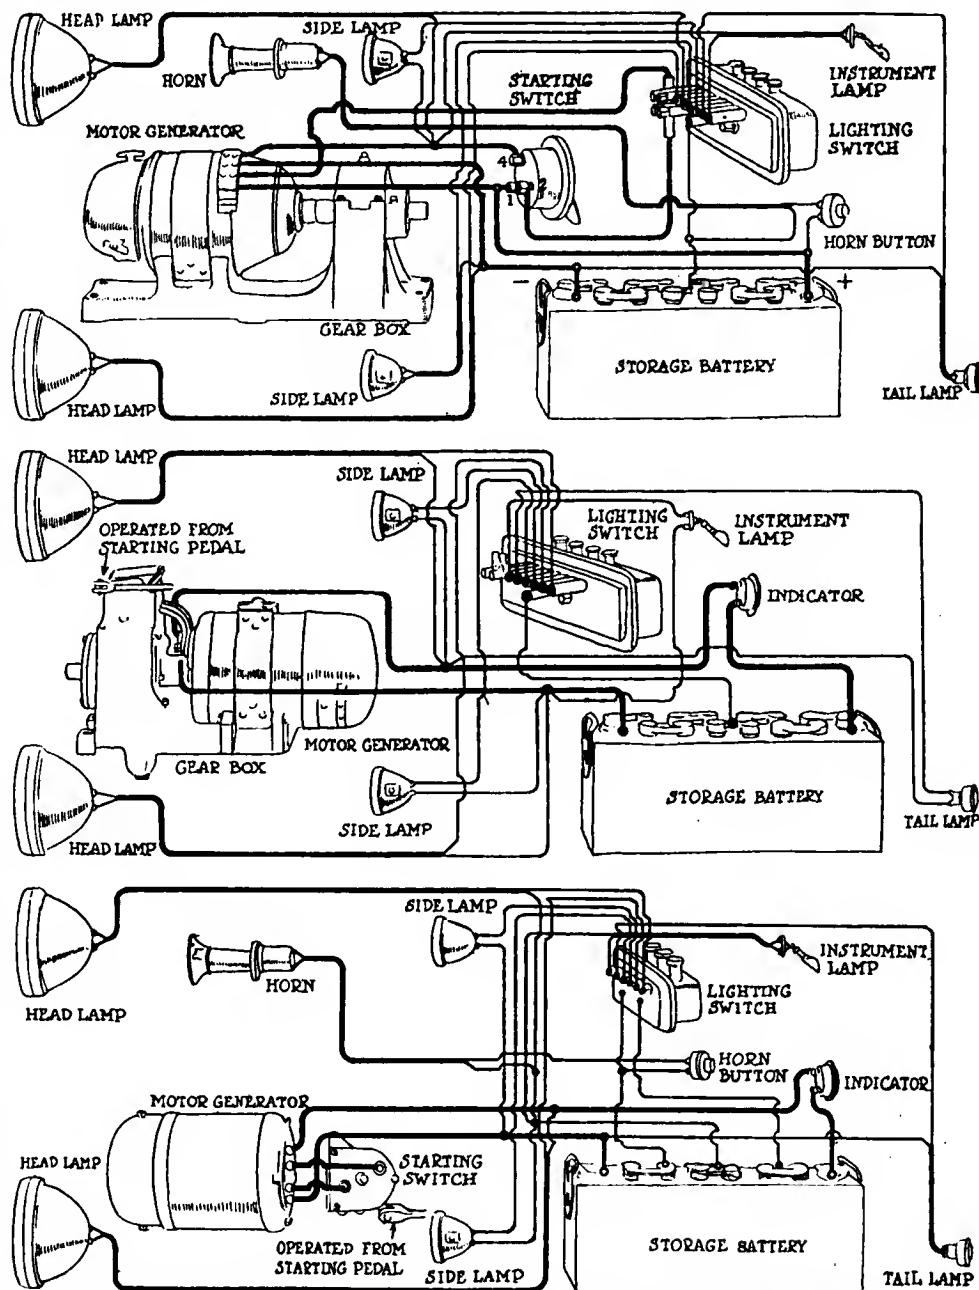 HEAD LAMP
SIDE LAMP
HORN
STARTING
SWITCH
INSTRUMENT
LAMP
MOTOR GENERATOR
LIGHTING
SWITCH
4
1
HORN BUTTON
GEAR BOX
−
+
STORAGE BATTERY
HEAD LAMP
SIDE LAMP
TAIL LAMP
HEAD LAMP
SIDE LAMP
OPERATED FROM
STARTING PEDAL
LIGHTING
SWITCH
INSTRUMENT
LAMP
INDICATOR
MOTOR GENERATOR
GEAR BOX
STORAGE BATTERY
HEAD LAMP
SIDE LAMP
TAIL LAMP
SIDE LAMP
HORN
INSTRUMENT
LAMP
LIGHTING
SWITCH
HEAD LAMP
HORN
BUTTON
INDICATOR
MOTOR GENERATOR
HEAD LAMP
STARTING
SWITCH
OPERATED FROM
STARTING PEDAL
SIDE LAMP
STORAGE BATTERY
TAIL LAMP